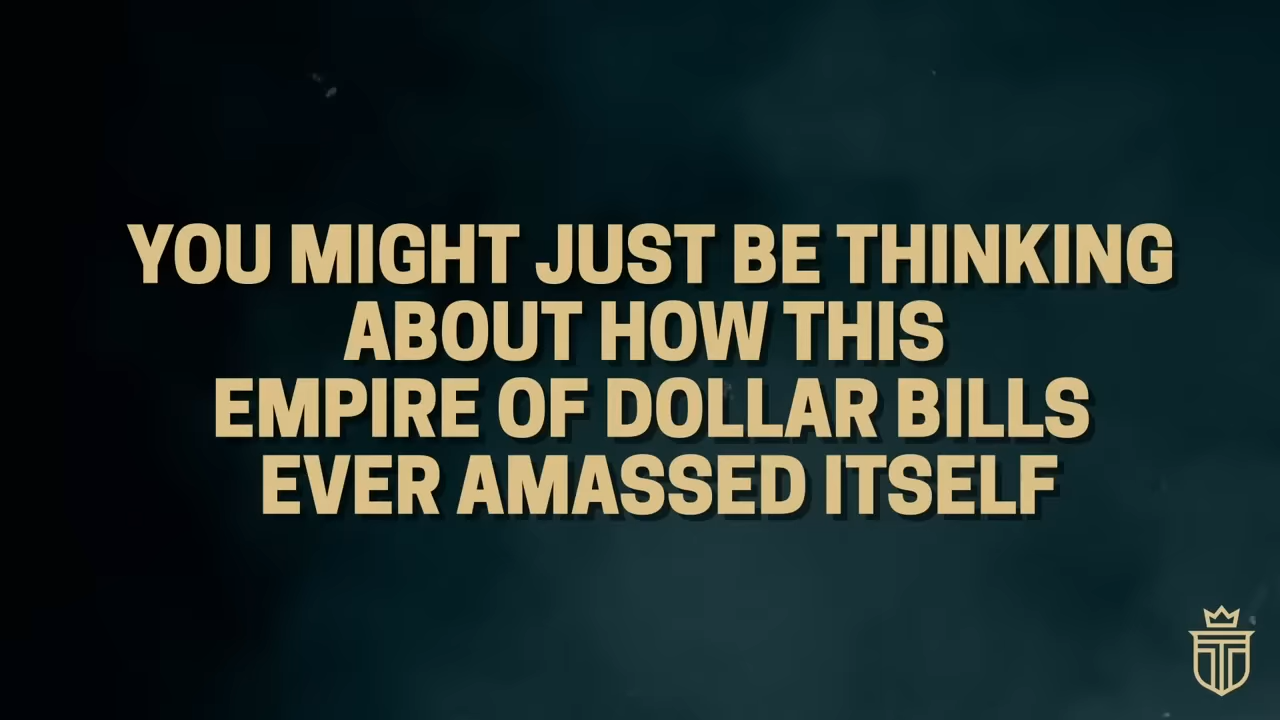 YOU MIGHT JUST BE THINKING
ABOUT HOW THIS
EMPIRE OF DOLLAR BILLS
EVER AMASSED ITSELF